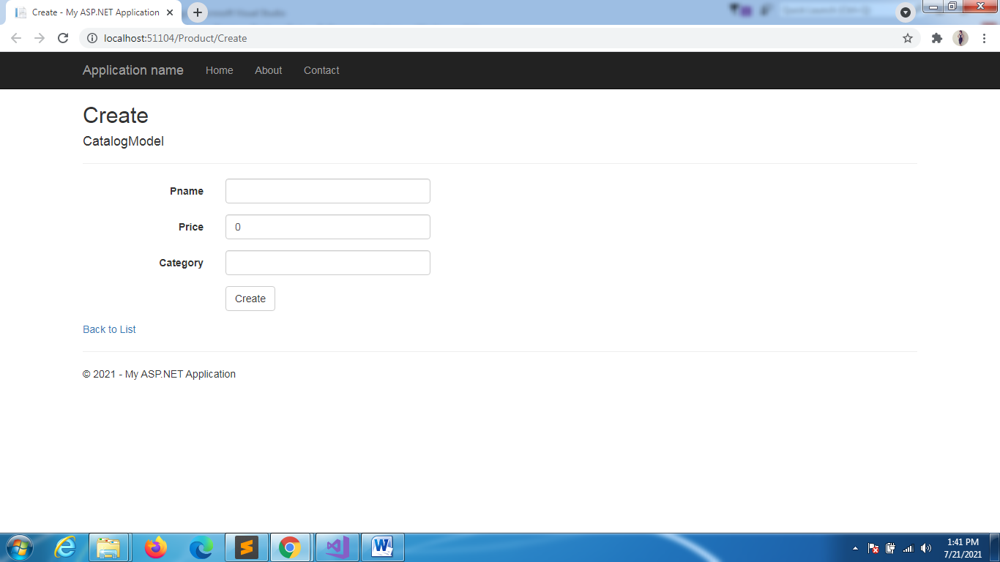 Create - My ASP.NET Application
localhost:51104/Product/Create
Application name Home About Contact
Create
CatalogModel
Pname
Price 0
Category
Create
Back to List
© 2021 - My ASP.NET Application
1:41 PM
7/21/2021